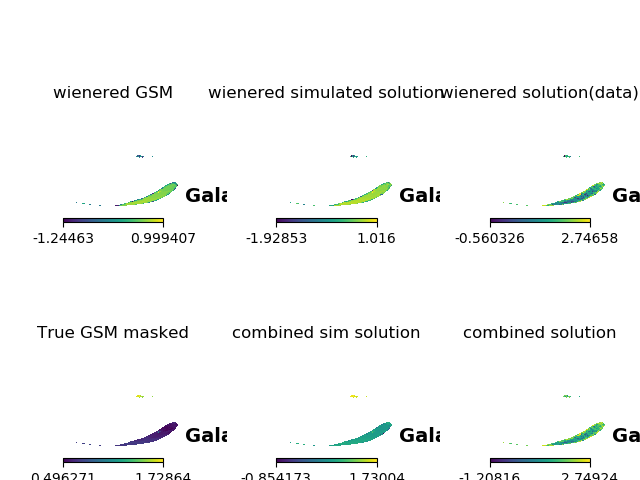 wienered GSM wienered simulated solution wienered solution(data)
Gala Gala Ga
-1.24463 0.999407 -1.92853 1.016 -0.560326 2.74658
True GSM masked combined sim solution combined solution
Gala Gala Ga
0.496271 1.72864 -0.854173 1.73004 -1.20816 2.74924